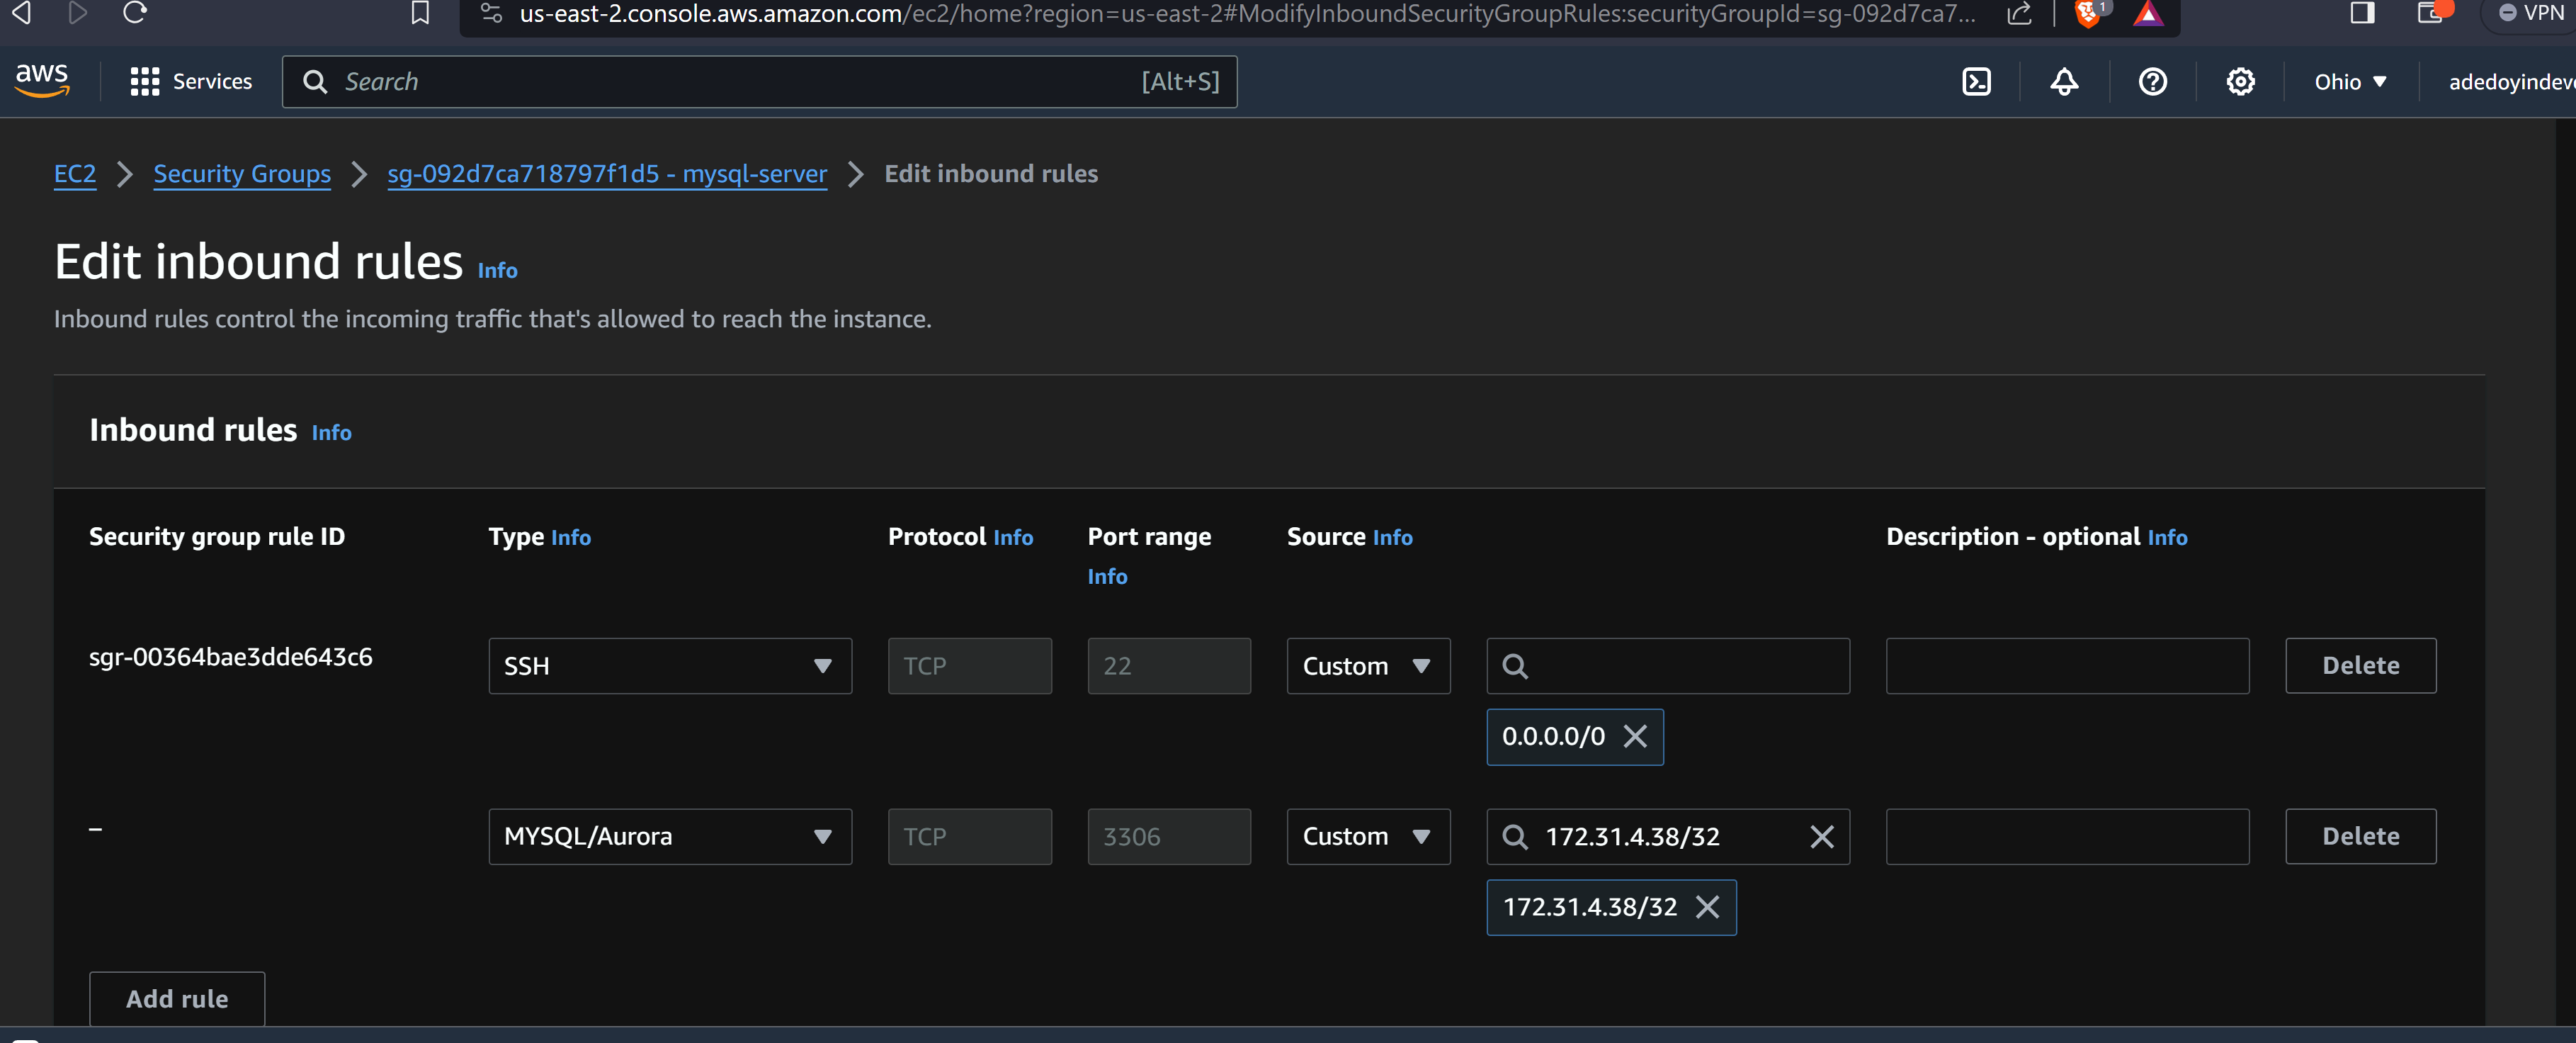 us-east-2.console.aws.amazon.com/ec2/home?region=us-east-2#ModifyInboundSecurityGroupRules:securityGroupId=sg-092d7ca7...
1
VPN
aws
Services
Search
[Alt+S]
Ohio
adedoyindev
EC2
Security Groups
sg-092d7ca718797f1d5 - mysql-server
Edit inbound rules
Edit inbound rules Info
Inbound rules control the incoming traffic that's allowed to reach the instance.
Inbound rules Info
Security group rule ID
Type Info
Protocol Info
Port range
Info
Source Info
Description - optional Info
sgr-00364bae3dde643c6
SSH
TCP
22
Custom
Delete
0.0.0.0/0
–
MYSQL/Aurora
TCP
3306
Custom
172.31.4.38/32
Delete
172.31.4.38/32
Add rule